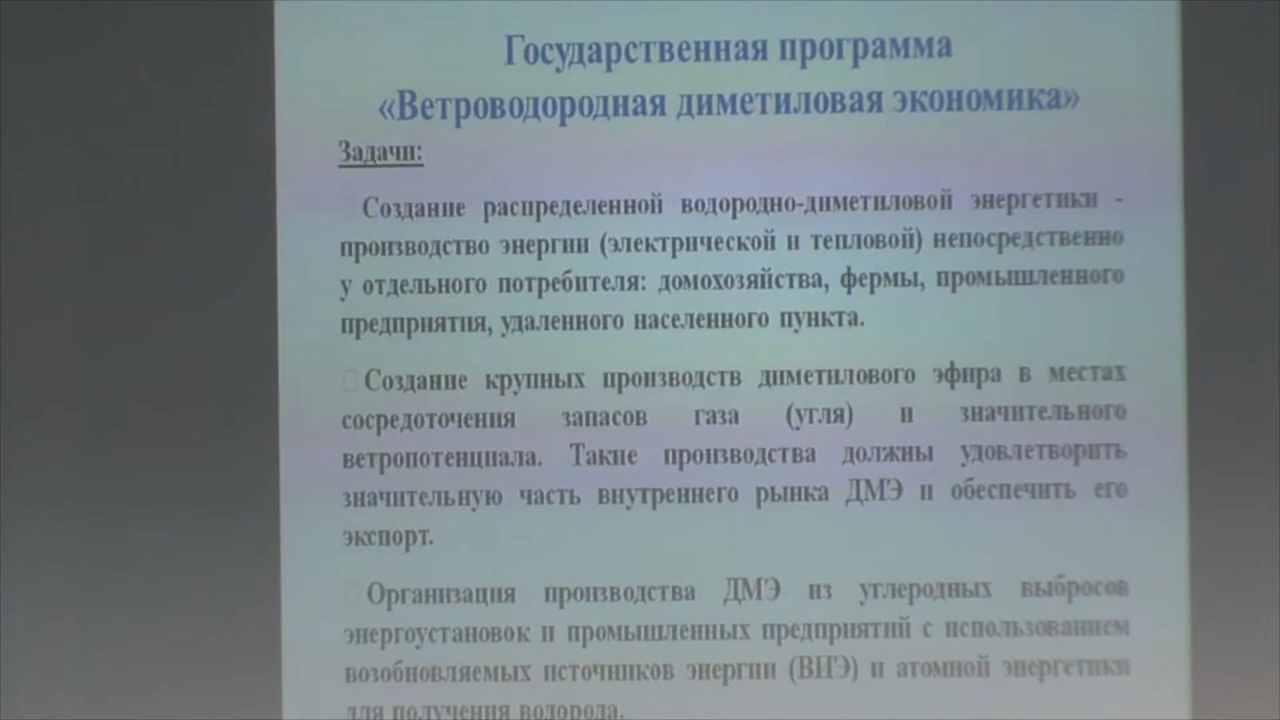 Государственная программа
«Ветроводородная диметиловая экономика»
Задачи:
Создание распределенной водородно-диметиловой энергетики -
производство энергии (электрической и тепловой) непосредственно
у отдельного потребителя: домохозяйства, фермы, промышленного
предприятия, удаленного населенного пункта.
Создание крупных производств диметилового эфира в местах
сосредоточения запасов газа (угля) и значительного
ветропотенциала. Такие производства должны удовлетворить
значительную часть внутреннего рынка ДМЭ и обеспечить его
экспорт.
Организация производства ДМЭ из углеродных выбросов
энергоустановок и промышленных предприятий с использованием
возобновляемых источников энергии (ВИЭ) и атомной энергетики
для получения водорода.